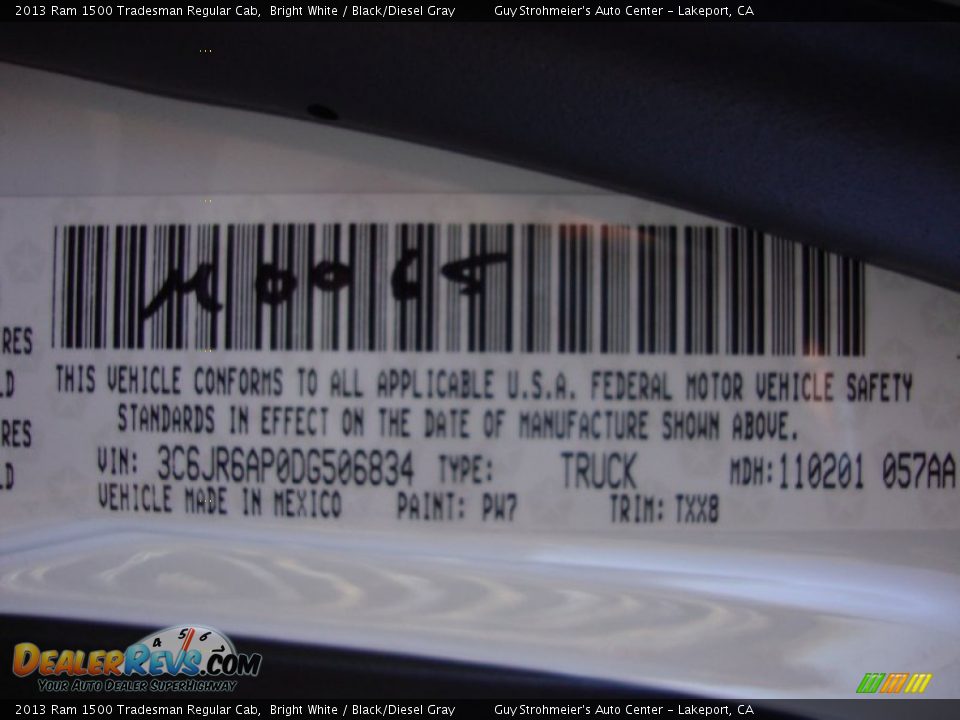 2013 Ram 1500 Tradesman Regular Cab, Bright White / Black/Diesel Gray Guy Strohmeier's Auto Center - Lakeport, CA
M0065
RES
LD
RES
LD
THIS VEHICLE CONFORMS TO ALL APPLICABLE U.S.A. FEDERAL MOTOR VEHICLE SAFETY
STANDARDS IN EFFECT ON THE DATE OF MANUFACTURE SHOWN ABOVE.
VIN: 3C6JR6AP0DG506834 TYPE: TRUCK MDH: 110201 057AA
VEHICLE MADE IN MEXICO PAINT: PW7 TRIM: TXX8
4 5 6
DealerRevs.com
Your Auto Dealer SuperHighway
2013 Ram 1500 Tradesman Regular Cab, Bright White / Black/Diesel Gray Guy Strohmeier's Auto Center - Lakeport, CA